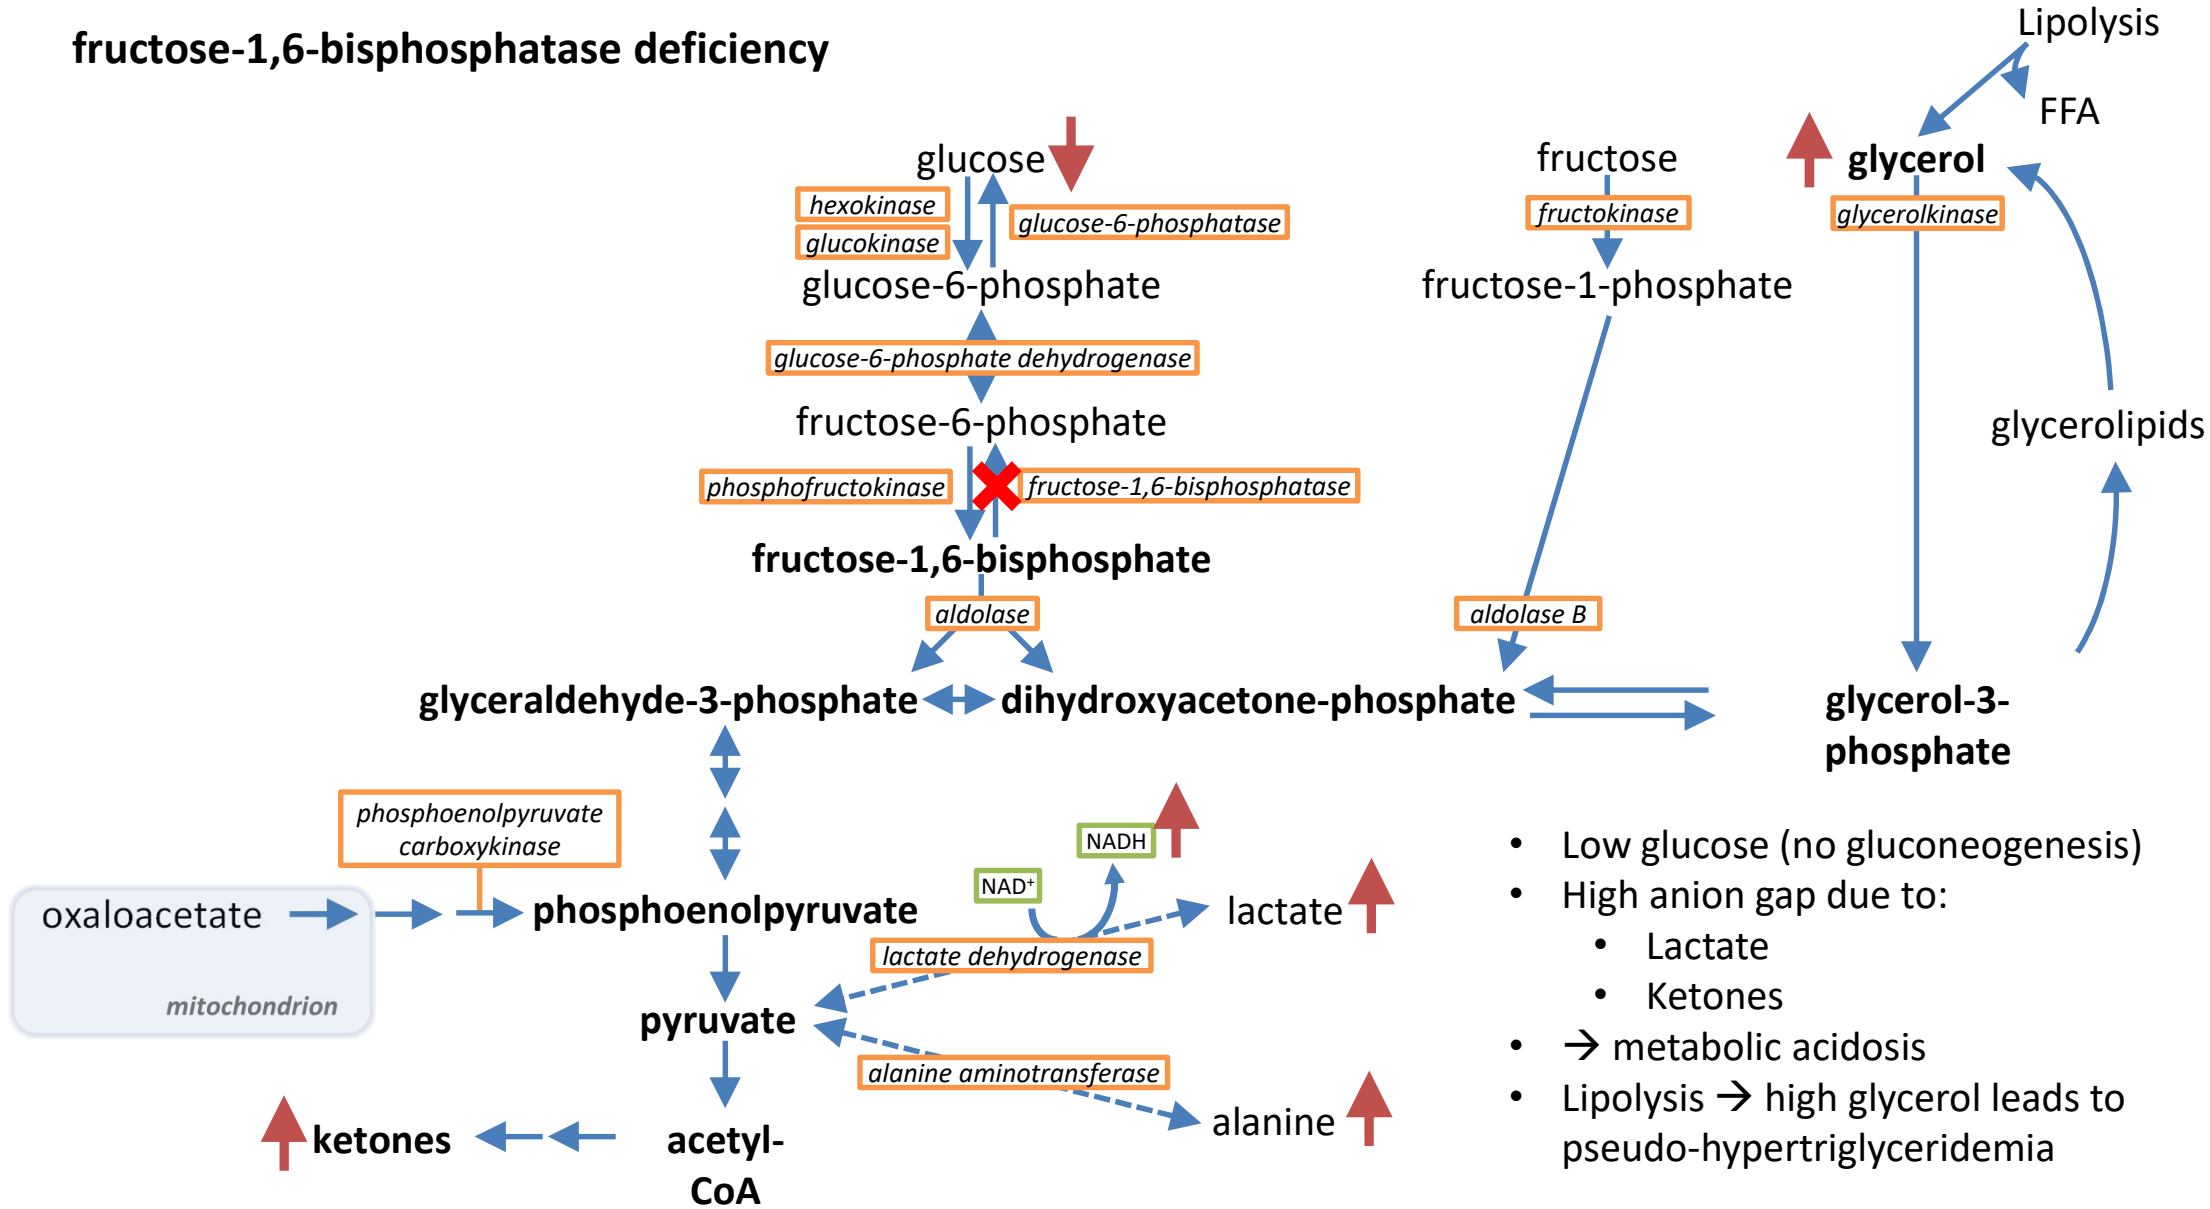 fructose-1,6-bisphosphatase deficiency
Lipolysis
FFA
glucose
fructose
glycerol
hexokinase
glucokinase
glucose-6-phosphatase
fructokinase
glycerolkinase
glucose-6-phosphate
fructose-1-phosphate
glucose-6-phosphate dehydrogenase
fructose-6-phosphate
glycerolipids
phosphofructokinase
fructose-1,6-bisphosphatase
fructose-1,6-bisphosphate
aldolase
aldolase B
glyceraldehyde-3-phosphate
dihydroxyacetone-phosphate
glycerol-3-
phosphate
phosphoenolpyruvate
carboxykinase
NADH
NAD⁺
oxaloacetate
phosphoenolpyruvate
lactate
lactate dehydrogenase
mitochondrion
pyruvate
alanine aminotransferase
alanine
ketones
acetyl-
CoA
• Low glucose (no gluconeogenesis)
• High anion gap due to:
• Lactate
• Ketones
• → metabolic acidosis
• Lipolysis → high glycerol leads to
pseudo-hypertriglyceridemia